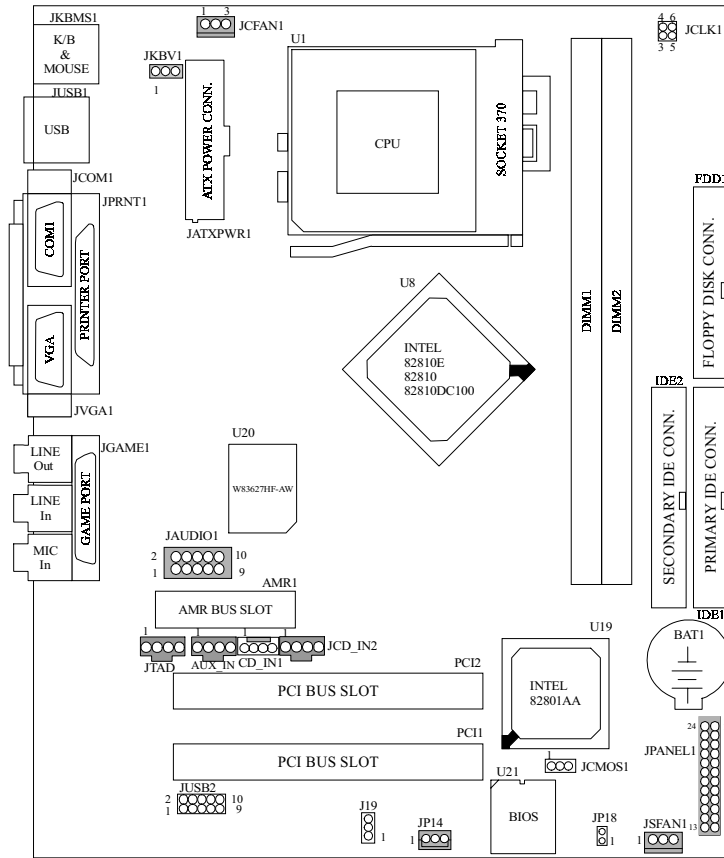 JKBMS1
K/B
&
MOUSE
JUSB1
USB
1 3
JCFAN1
JKBV1
1
ATX POWER CONN.
JATXPWR1
U1
CPU
SOCKET 370
4 6
JCLK1
3 5
JCOM1
JPRNT1
COM1
PRINTER PORT
VGA
JVGA1
U8
INTEL
82810E
82810
82810DC100
DIMM1
DIMM2
FDD1
FLOPPY DISK CONN.
IDE2
SECONDARY IDE CONN.
PRIMARY IDE CONN.
IDE1
JGAME1
LINE
Out
LINE
In
MIC
In
GAME PORT
U20
W83627HF-AW
JAUDIO1
2 10
1 9
AMR1
AMR BUS SLOT
1 1 1 1
JTAD
AUX_IN
CD_IN1
JCD_IN2
PCI2
PCI BUS SLOT
PCI1
PCI BUS SLOT
U19
INTEL
82801AA
BAT1
24
JPANEL1
13
1
JCMOS1
JUSB2
2 10
1 9
J19
1
JP14
1
U21
BIOS
JP18
1
JSFAN1
1